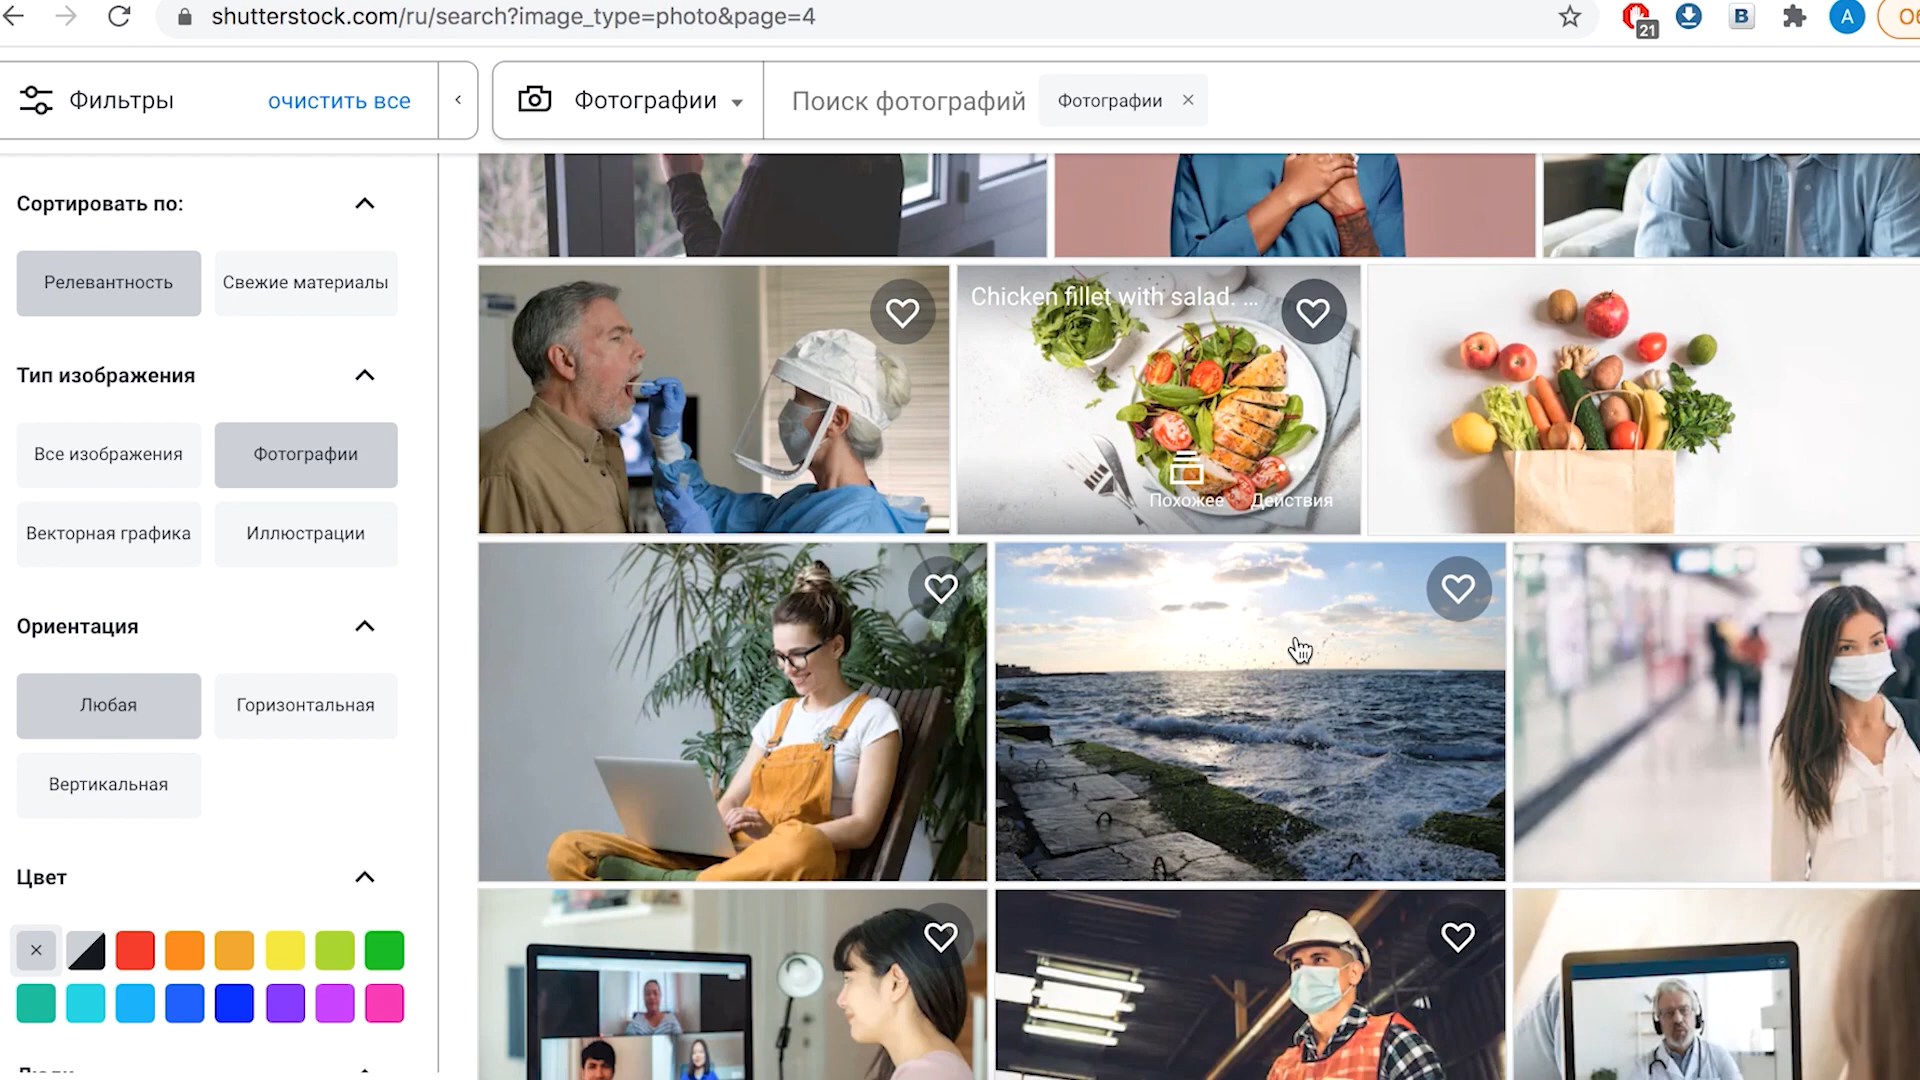 shutterstock.com/ru/search?image_type=photo&page=4
21
B
A
Фильтры
очистить все
Фотографии
Поиск фотографий
Фотографии
Сортировать по:
Релевантность
Свежие материалы
Тип изображения
Все изображения
Фотографии
Векторная графика
Иллюстрации
Ориентация
Любая
Горизонтальная
Вертикальная
Цвет
Chicken fillet with salad. ...
Похожее
Действия